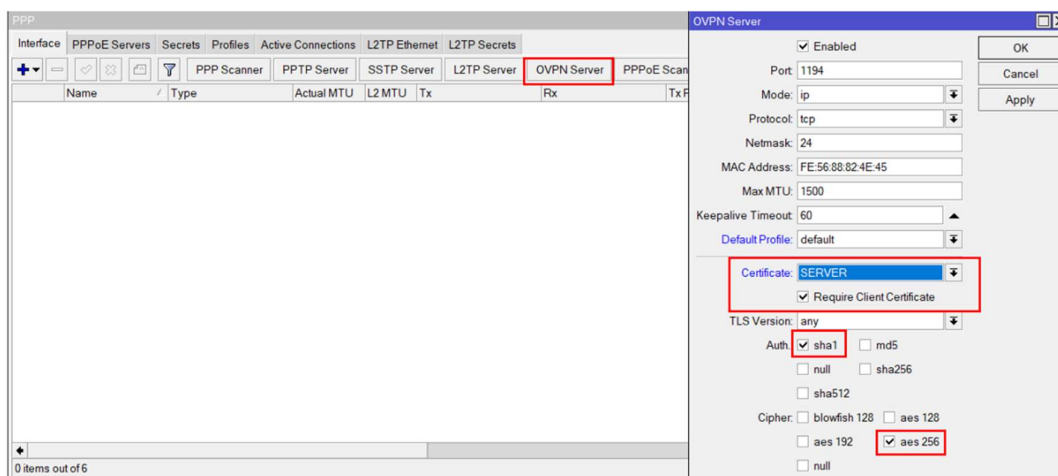 PPP
Interface PPPoE Servers Secrets Profiles Active Connections L2TP Ethernet L2TP Secrets
PPP Scanner PPTP Server SSTP Server L2TP Server OVPN Server PPPoE Scan
Name Type Actual MTU L2 MTU Tx Rx Tx P
0 items out of 6
OVPN Server
Enabled
OK
Port: 1194
Cancel
Mode: ip
Apply
Protocol: tcp
Netmask: 24
MAC Address: FE:56:88:82:4E:45
Max MTU: 1500
Keepalive Timeout: 60
Default Profile: default
Certificate: SERVER
Require Client Certificate
TLS Version: any
Auth.: sha1 md5
null sha256
sha512
Cipher: blowfish 128 aes 128
aes 192 aes 256
null